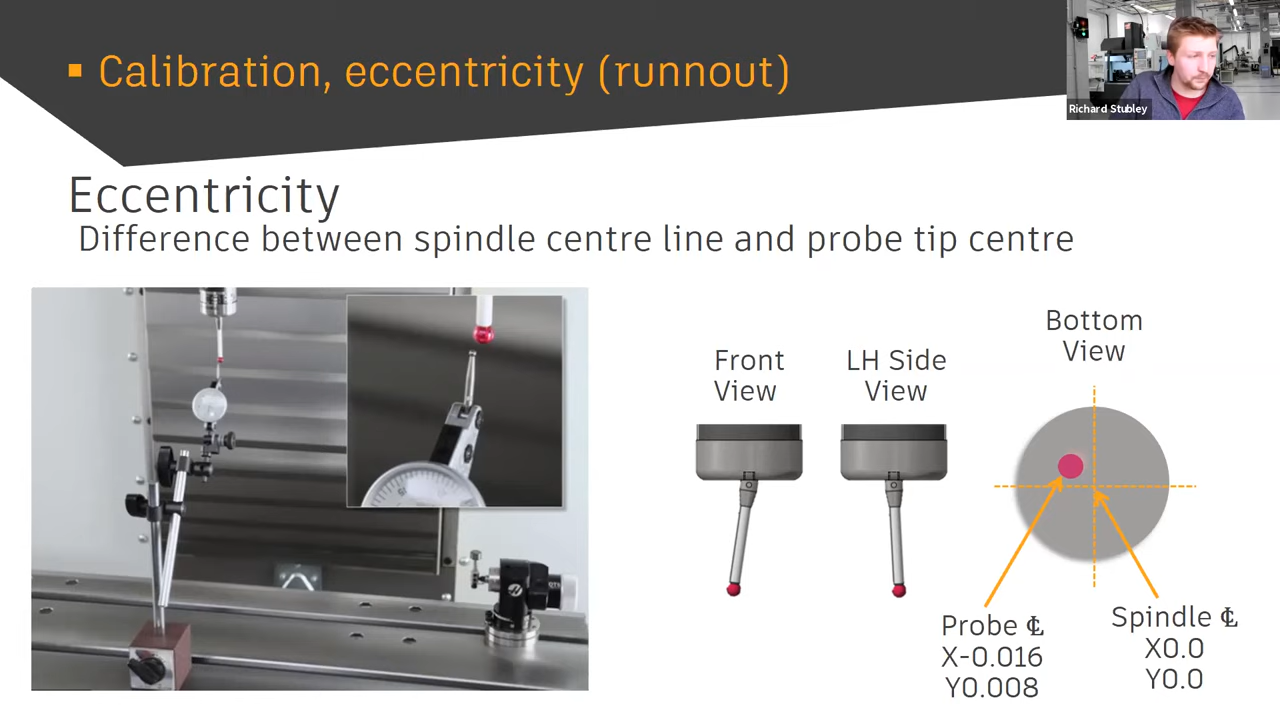 ▪ Calibration, eccentricity (runnout)
Richard Stubley
Eccentricity
Difference between spindle centre line and probe tip centre
Front
View
LH Side
View
Bottom
View
Probe ℄
X-0.016
Y0.008
Spindle ℄
X0.0
Y0.0